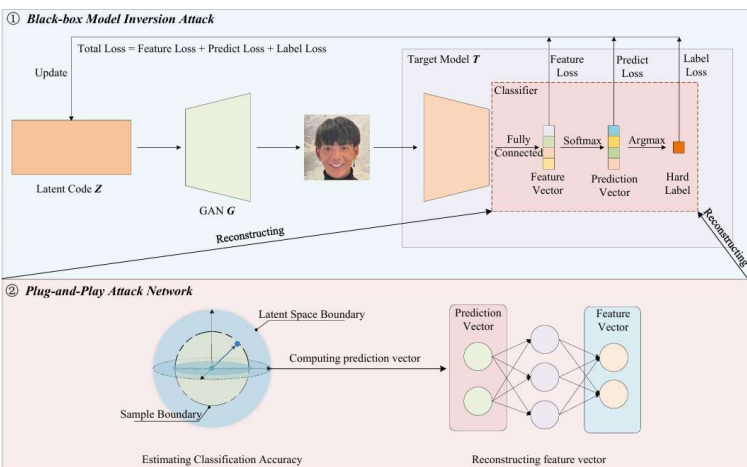 ① Black-box Model Inversion Attack
Total Loss = Feature Loss + Predict Loss + Label Loss
Update
Target Model T
Feature Loss
Predict Loss
Label Loss
Classifier
Fully Connected
Softmax
Argmax
Feature Vector
Prediction Vector
Hard Label
Latent Code Z
GAN G
Reconstructing
Reconstructing
② Plug-and-Play Attack Network
Latent Space Boundary
Sample Boundary
Computing prediction vector
Prediction Vector
Feature Vector
Estimating Classification Accuracy
Reconstructing feature vector